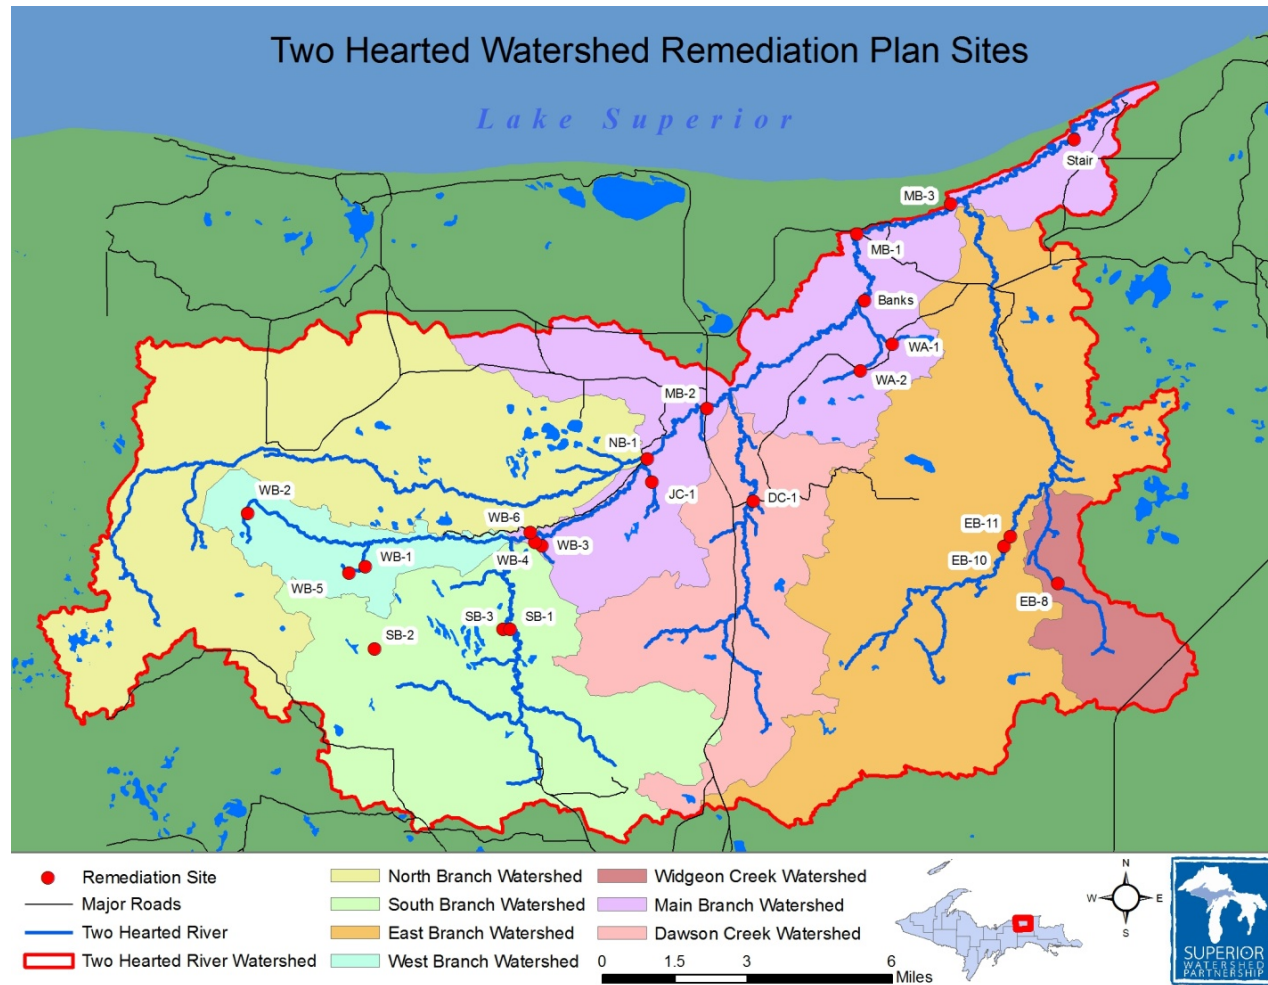 Two Hearted Watershed Remediation Plan Sites
Lake Superior
Stair
MB-3
MB-1
Banks
WA-1
WA-2
MB-2
NB-1
JC-1
DC-1
WB-2
WB-6
WB-3
WB-4
WB-1
WB-5
EB-11
EB-10
EB-8
SB-3
SB-1
SB-2
Remediation Site
Major Roads
Two Hearted River
Two Hearted River Watershed
North Branch Watershed
South Branch Watershed
East Branch Watershed
West Branch Watershed
Widgeon Creek Watershed
Main Branch Watershed
Dawson Creek Watershed
0 1.5 3 6
Miles
N
W E
S
SUPERIOR
WATERSHED
PARTNERSHIP